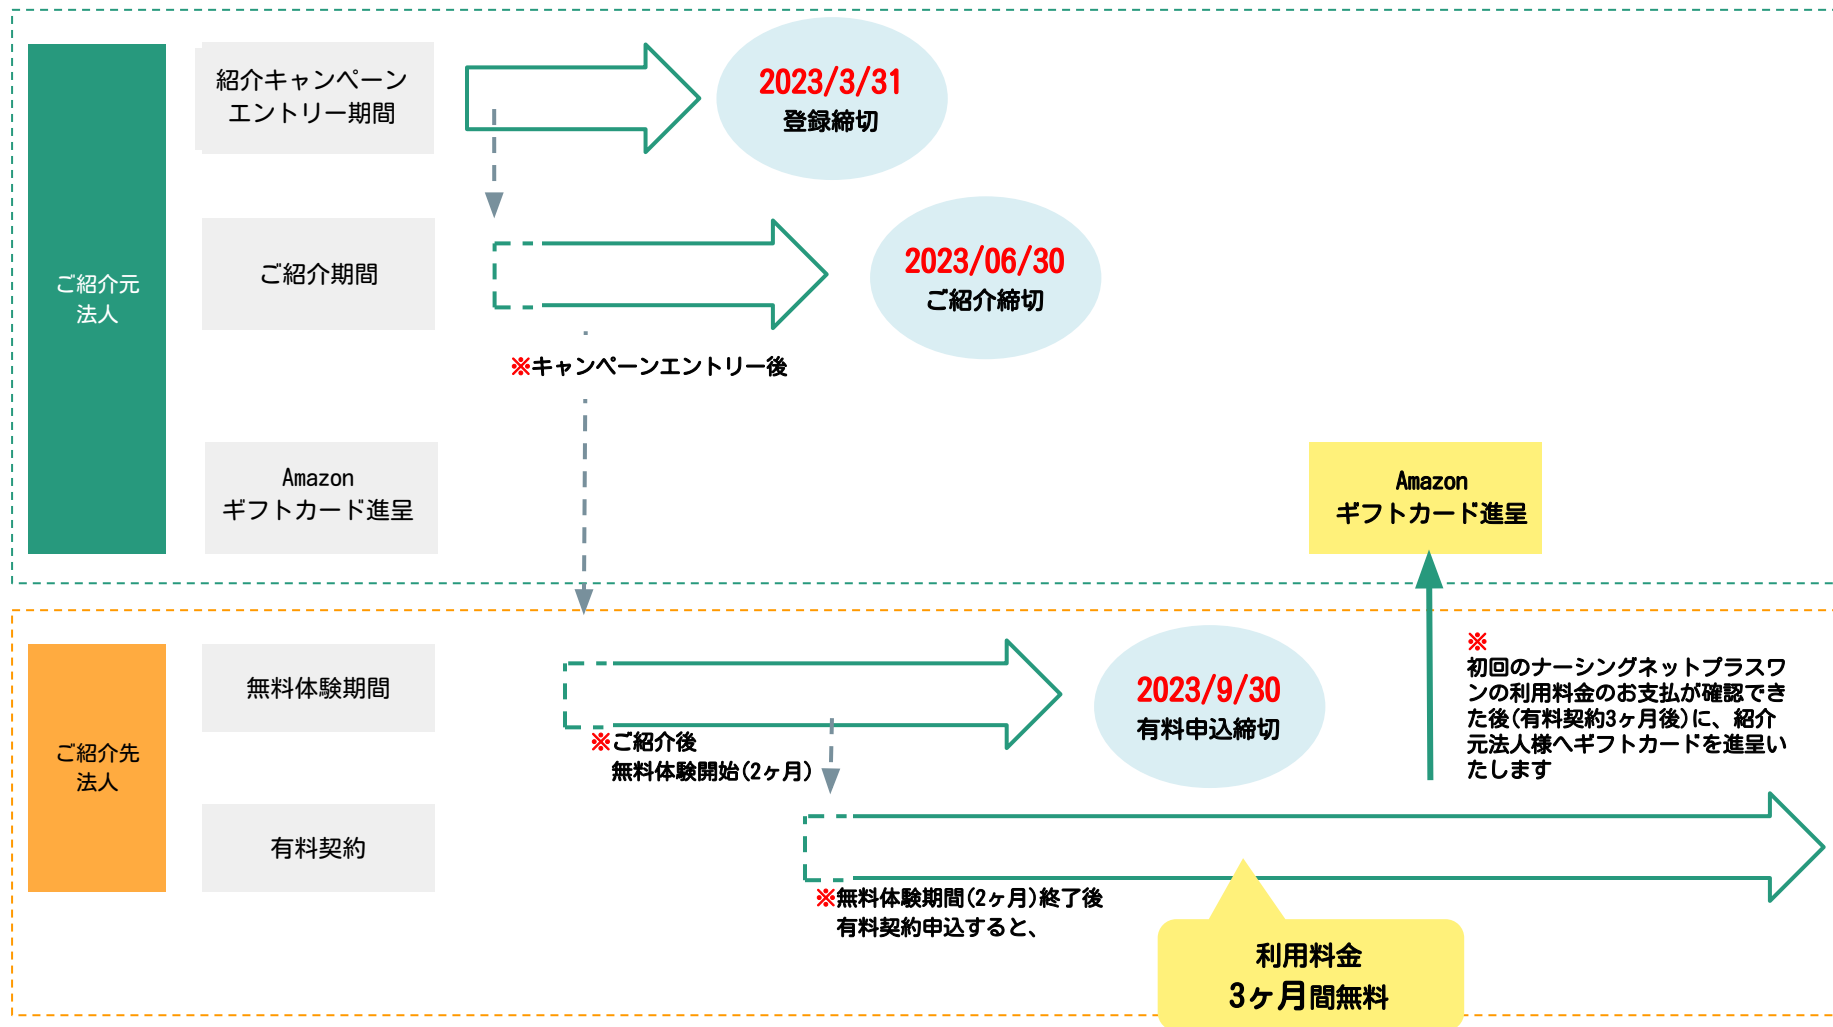 ご紹介元
法人
紹介キャンペーン
エントリー期間
2023/3/31
登録締切
ご紹介期間
2023/06/30
ご紹介締切
※キャンペーンエントリー後
Amazon
ギフトカード進呈
Amazon
ギフトカード進呈
ご紹介先
法人
無料体験期間
※ご紹介後
無料体験開始(2ヶ月)
2023/9/30
有料申込締切
※
初回のナーシングネットプラスワ
ンの利用料金のお支払が確認でき
た後(有料契約3ヶ月後)に、紹介
元法人様へギフトカードを進呈い
たします
有料契約
※無料体験期間(2ヶ月)終了後
有料契約申込すると、
利用料金
3ヶ月間無料